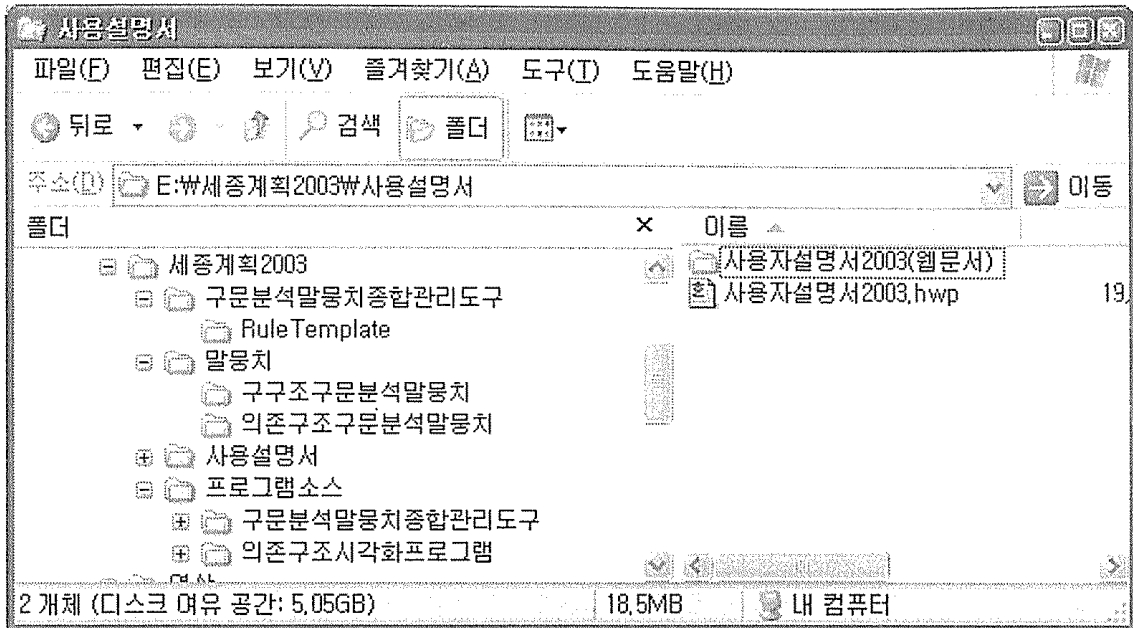 사용설명서
파일(F) 편집(E) 보기(V) 즐겨찾기(A) 도구(T) 도움말(H)
뒤로 검색 폴더
주소(D) E:₩세종계획2003₩사용설명서 이동
폴더 × 이름
세종계획2003
구문분석말뭉치종합관리도구
RuleTemplate
말뭉치
구구조구문분석말뭉치
의존구조구문분석말뭉치
사용설명서
프로그램소스
구문분석말뭉치종합관리도구
의존구조시각화프로그램
사용자설명서2003(웹문서)
사용자설명서2003.hwp 19,
2 개체 (디스크 여유 공간: 5,05GB) 18,5MB 내 컴퓨터